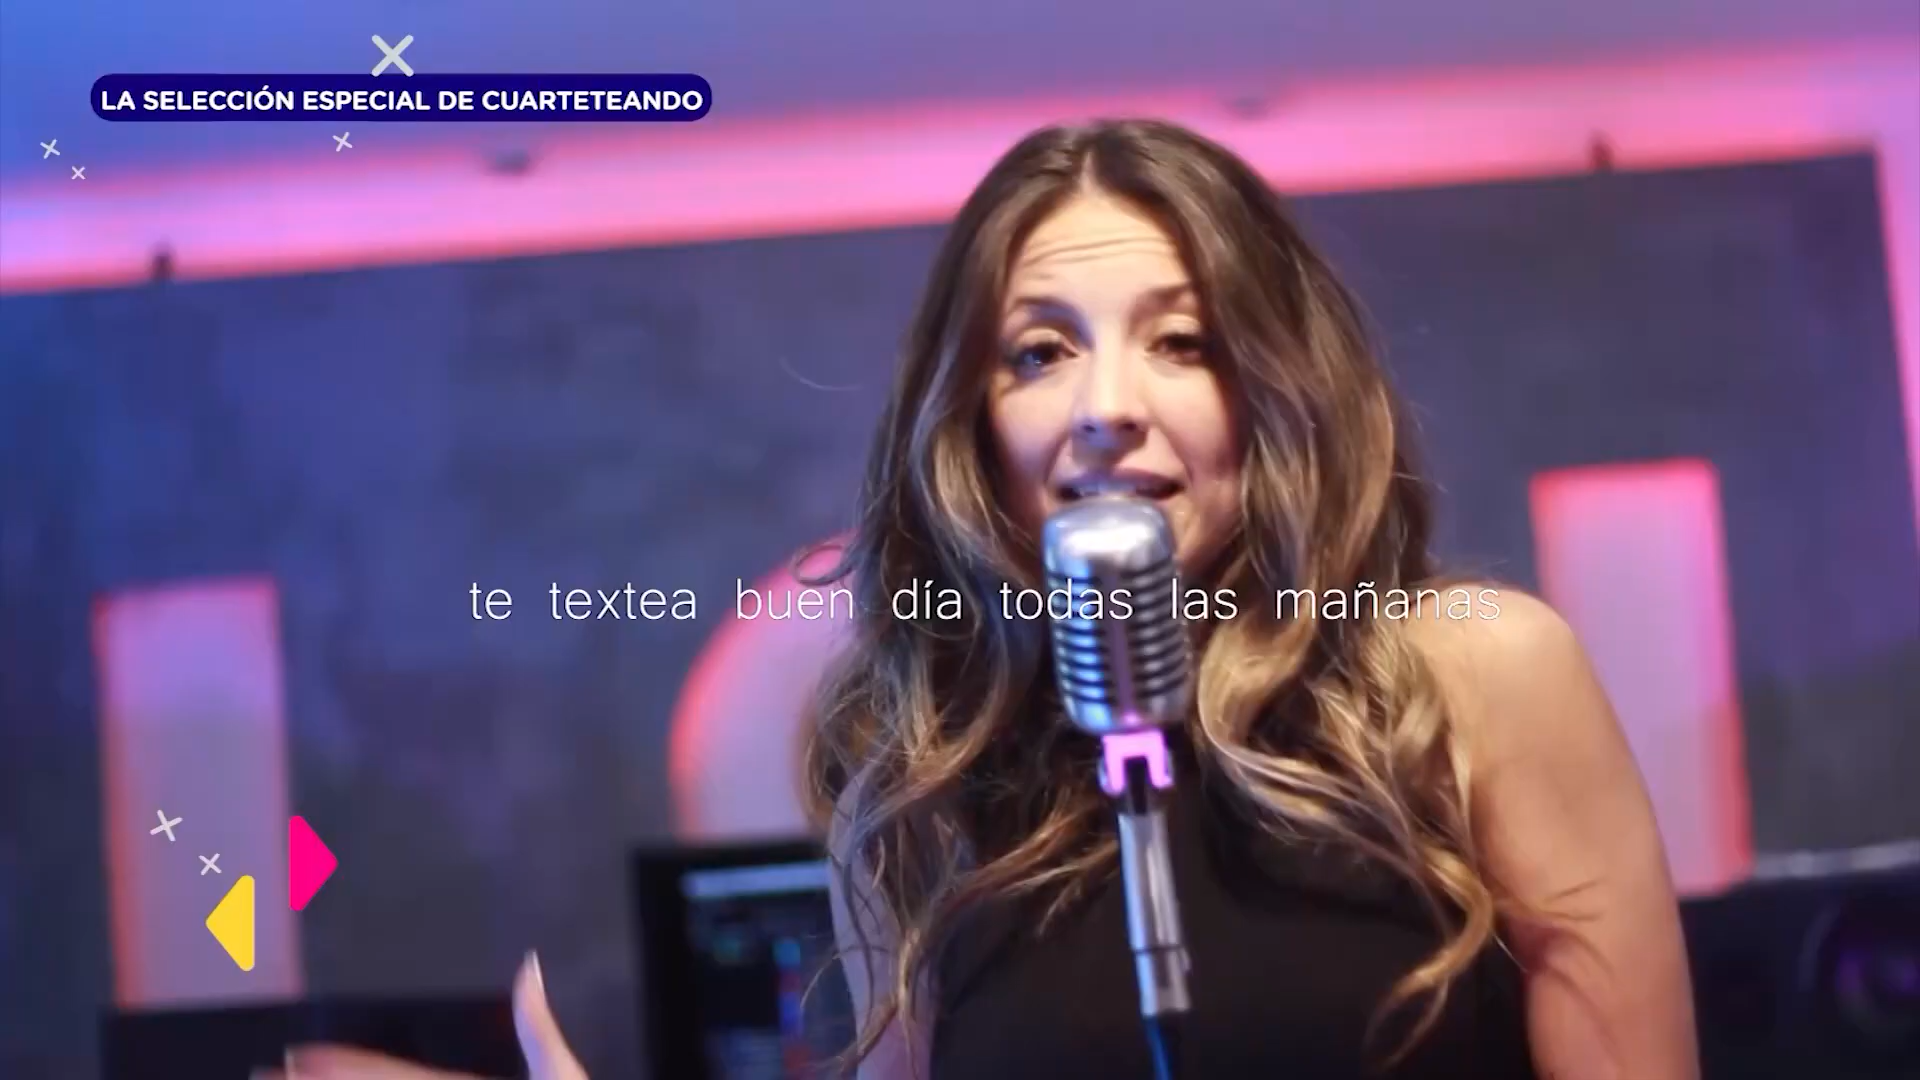 LA SELECCIÓN ESPECIAL DE CUARTETEANDO
te textea buen día todas las mañanas